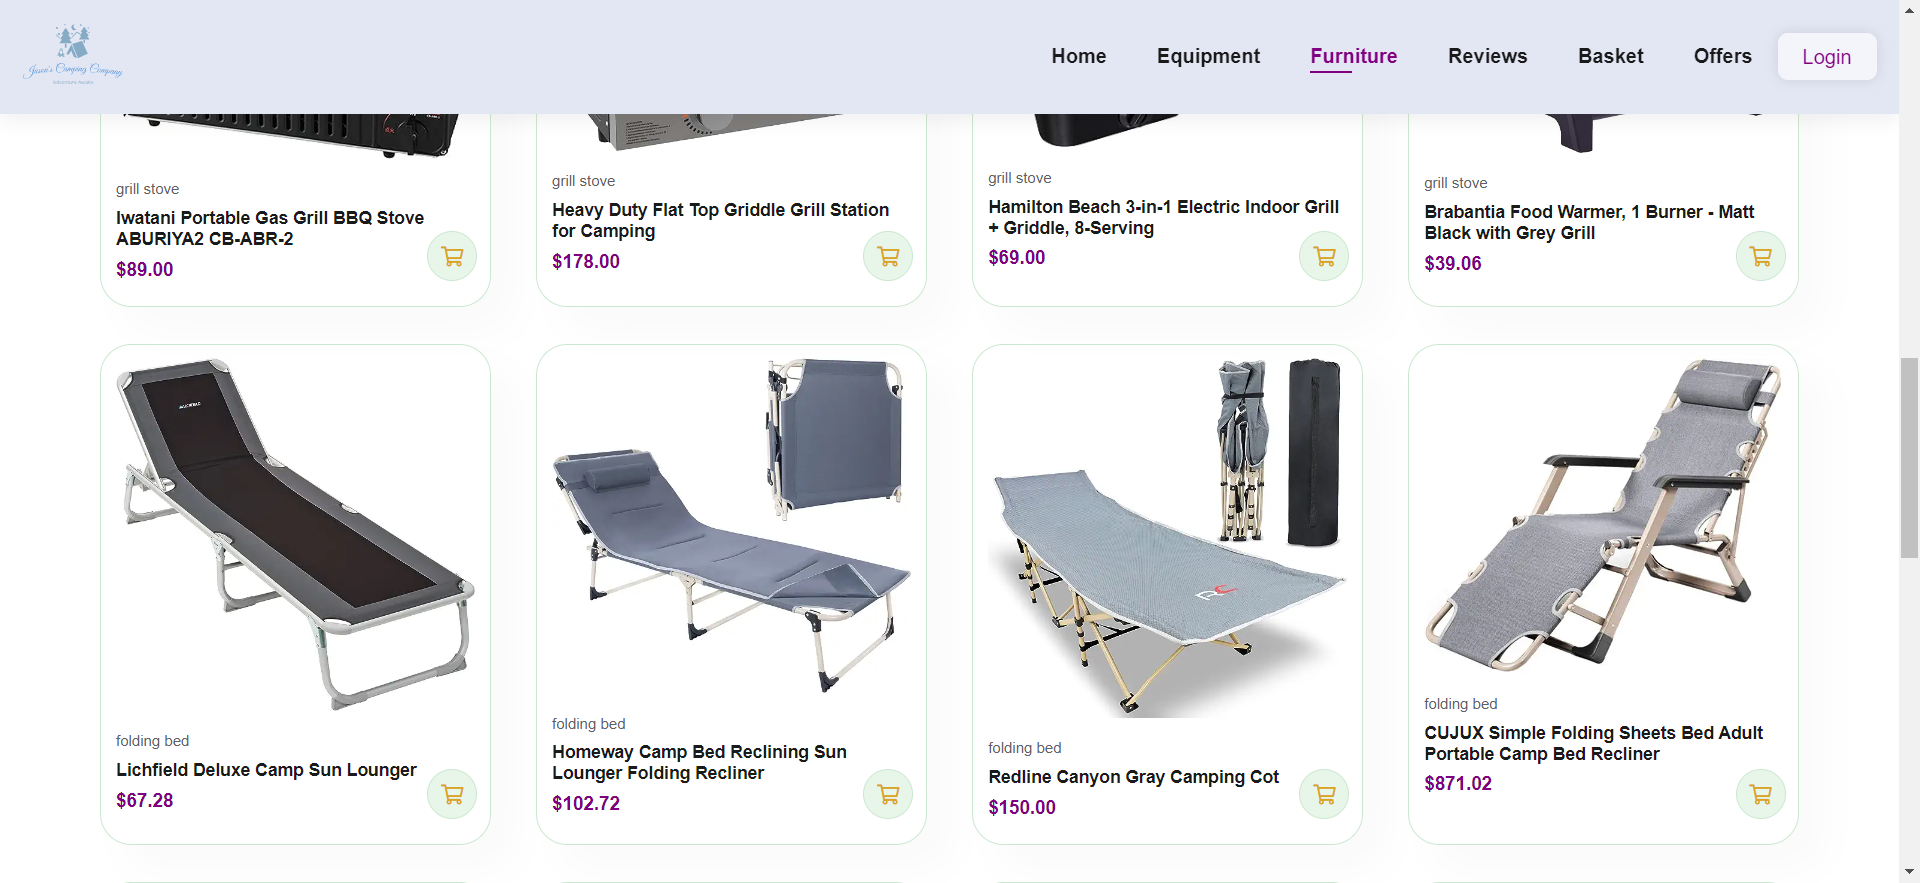 Jason's Camping Company
Home
Equipment
Furniture
Reviews
Basket
Offers
Login
grill stove
Iwatani Portable Gas Grill BBQ Stove
ABURIYA2 CB-ABR-2
$89.00
grill stove
Heavy Duty Flat Top Griddle Grill Station
for Camping
$178.00
grill stove
Hamilton Beach 3-in-1 Electric Indoor Grill
+ Griddle, 8-Serving
$69.00
grill stove
Brabantia Food Warmer, 1 Burner - Matt
Black with Grey Grill
$39.06
folding bed
Lichfield Deluxe Camp Sun Lounger
$67.28
folding bed
Homeway Camp Bed Reclining Sun
Lounger Folding Recliner
$102.72
folding bed
Redline Canyon Gray Camping Cot
$150.00
folding bed
CUJUX Simple Folding Sheets Bed Adult
Portable Camp Bed Recliner
$871.02